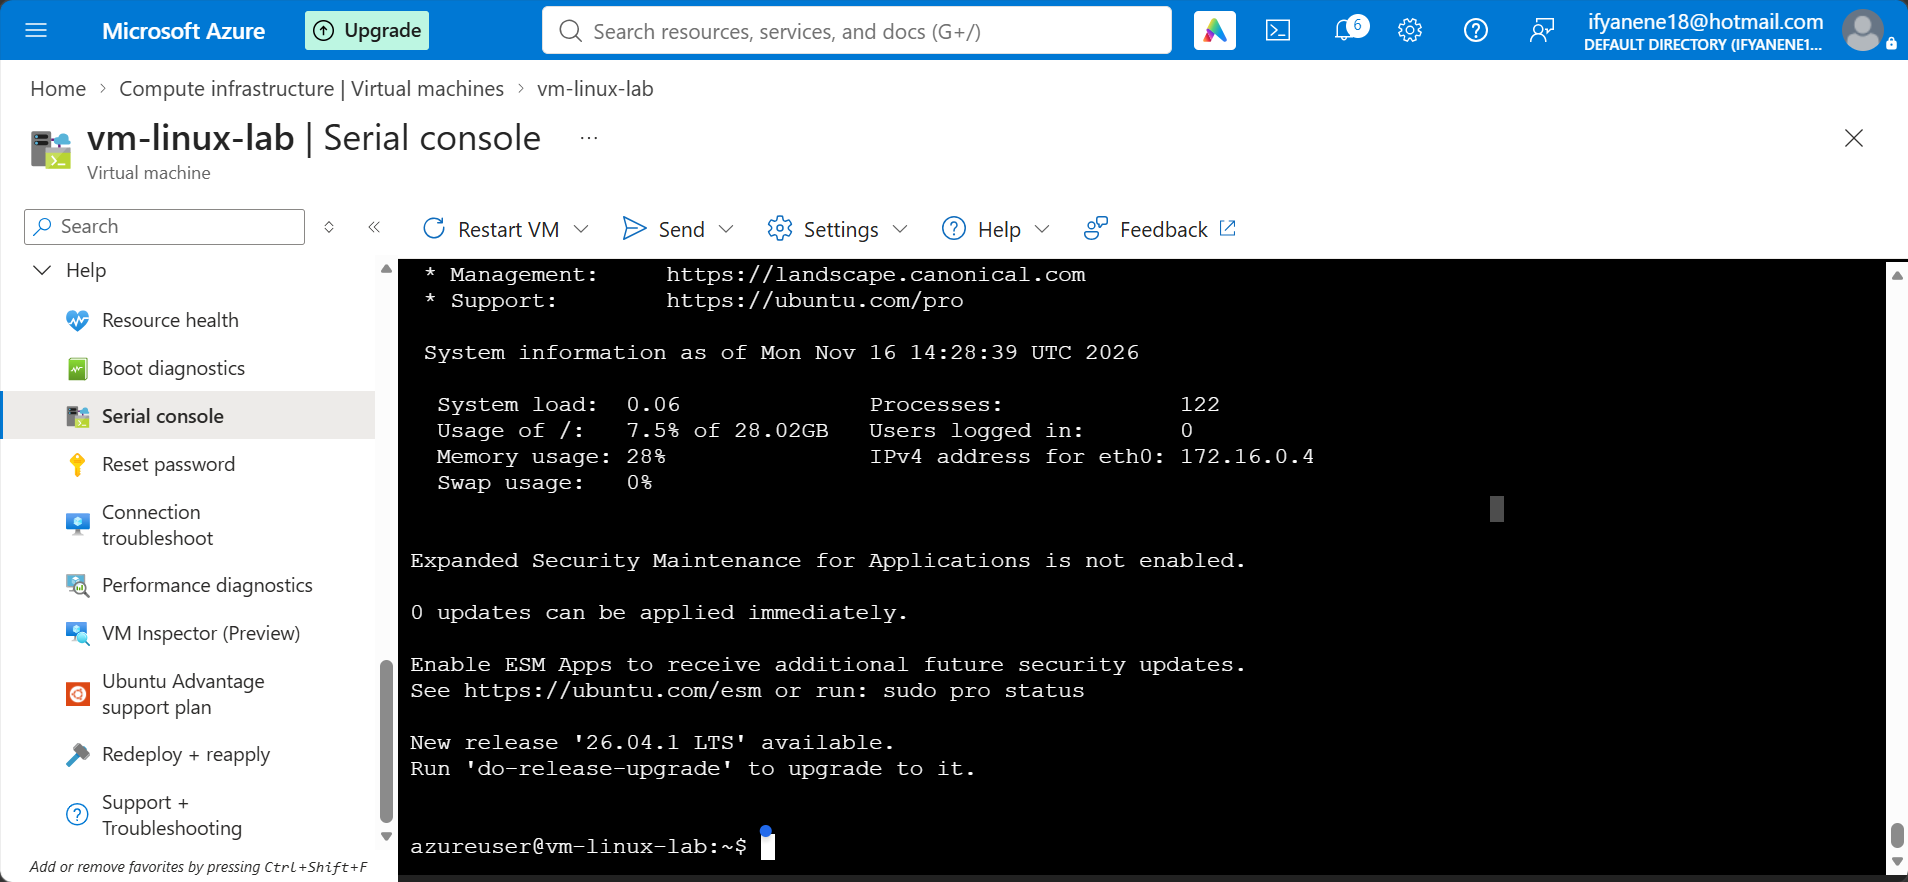 Microsoft Azure
Upgrade
Search resources, services, and docs (G+/)
6
ifyanene18@hotmail.com
DEFAULT DIRECTORY (IFYANENE1...
Home > Compute infrastructure | Virtual machines > vm-linux-lab
vm-linux-lab | Serial console ...
Virtual machine
Search
Restart VM
Send
Settings
Help
Feedback
Help
Resource health
Boot diagnostics
Serial console
Reset password
Connection
troubleshoot
Performance diagnostics
VM Inspector (Preview)
Ubuntu Advantage
support plan
Redeploy + reapply
Support +
Troubleshooting
Add or remove favorites by pressing Ctrl+Shift+F
* Management: https://landscape.canonical.com
* Support: https://ubuntu.com/pro
System information as of Mon Nov 16 14:28:39 UTC 2026
System load: 0.06 Processes: 122
Usage of /: 7.5% of 28.02GB Users logged in: 0
Memory usage: 28% IPv4 address for eth0: 172.16.0.4
Swap usage: 0%
Expanded Security Maintenance for Applications is not enabled.
0 updates can be applied immediately.
Enable ESM Apps to receive additional future security updates.
See https://ubuntu.com/esm or run: sudo pro status
New release '26.04.1 LTS' available.
Run 'do-release-upgrade' to upgrade to it.
azureuser@vm-linux-lab:~$